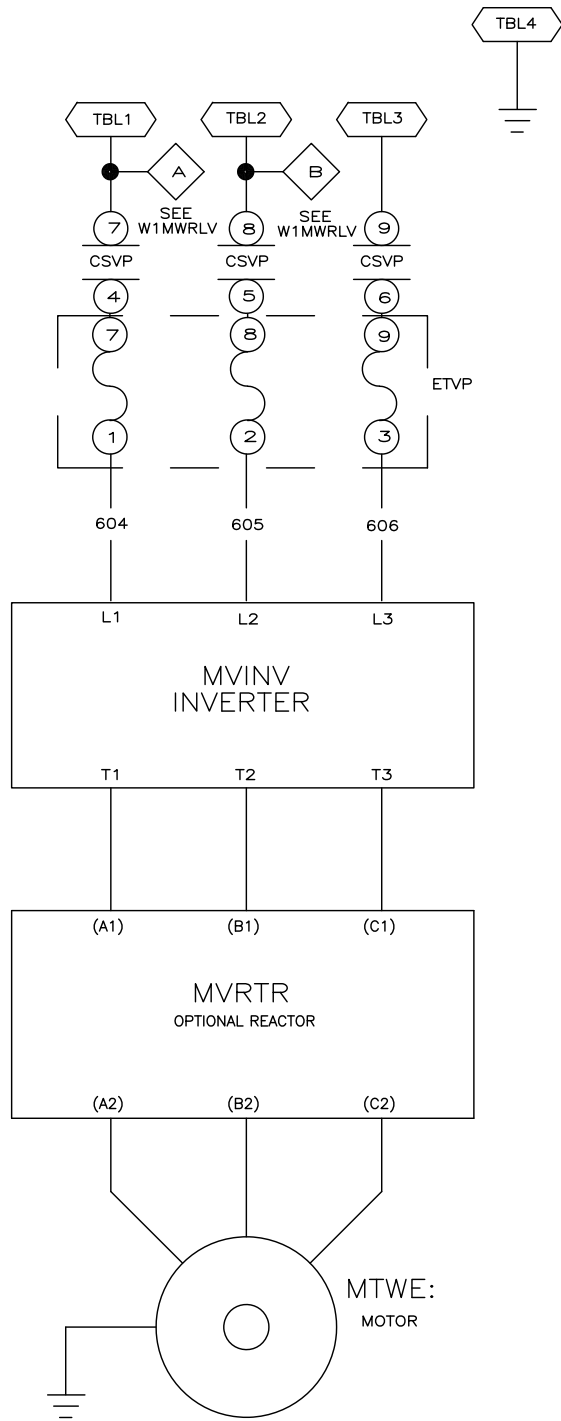 TBL4
TBL1 TBL2 TBL3
A B
SEE
W1MWRLV
SEE
W1MWRLV
7 8 9
CSVP CSVP CSVP
4 5 6
7 8 9
ETVP
1 2 3
604 605 606
L1 L2 L3
MVINV
INVERTER
T1 T2 T3
(A1) (B1) (C1)
MVRTR
OPTIONAL REACTOR
(A2) (B2) (C2)
MTWE:
MOTOR